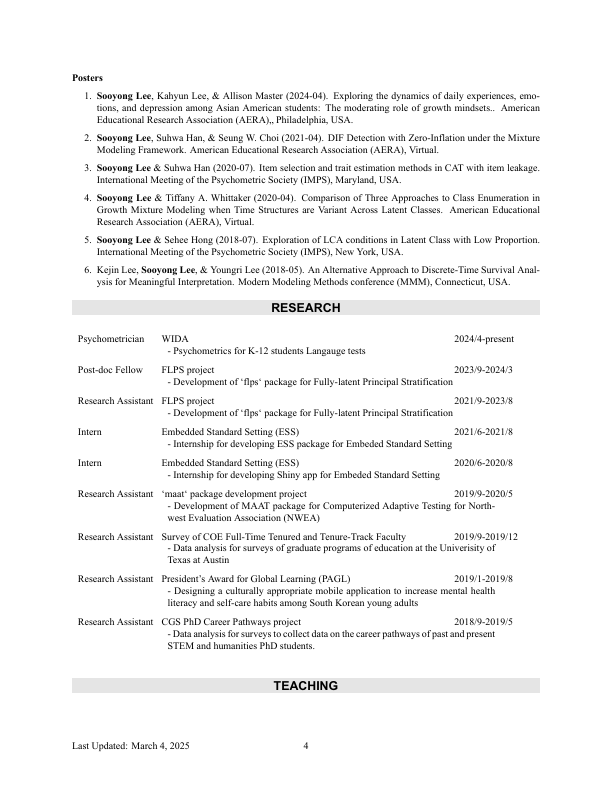 Posters
1. Sooyong Lee, Kahyun Lee, & Allison Master (2024-04). Exploring the dynamics of daily experiences, emo-
tions, and depression among Asian American students: The moderating role of growth mindsets.. American
Educational Research Association (AERA),, Philadelphia, USA.
2. Sooyong Lee, Suhwa Han, & Seung W. Choi (2021-04). DIF Detection with Zero-Inflation under the Mixture
Modeling Framework. American Educational Research Association (AERA), Virtual.
3. Sooyong Lee & Suhwa Han (2020-07). Item selection and trait estimation methods in CAT with item leakage.
International Meeting of the Psychometric Society (IMPS), Maryland, USA.
4. Sooyong Lee & Tiffany A. Whittaker (2020-04). Comparison of Three Approaches to Class Enumeration in
Growth Mixture Modeling when Time Structures are Variant Across Latent Classes. American Educational
Research Association (AERA), Virtual.
5. Sooyong Lee & Sehee Hong (2018-07). Exploration of LCA conditions in Latent Class with Low Proportion.
International Meeting of the Psychometric Society (IMPS), New York, USA.
6. Kejin Lee, Sooyong Lee, & Youngri Lee (2018-05). An Alternative Approach to Discrete-Time Survival Anal-
ysis for Meaningful Interpretation. Modern Modeling Methods conference (MMM), Connecticut, USA.
RESEARCH
Psychometrician WIDA 2024/4-present
- Psychometrics for K-12 students Langauge tests
Post-doc Fellow FLPS project 2023/9-2024/3
- Development of ‘flps‘ package for Fully-latent Principal Stratification
Research Assistant FLPS project 2021/9-2023/8
- Development of ‘flps‘ package for Fully-latent Principal Stratification
Intern Embedded Standard Setting (ESS) 2021/6-2021/8
- Internship for developing ESS package for Embeded Standard Setting
Intern Embedded Standard Setting (ESS) 2020/6-2020/8
- Internship for developing Shiny app for Embeded Standard Setting
Research Assistant ‘maat‘ package development project 2019/9-2020/5
- Development of MAAT package for Computerized Adaptive Testing for North-
west Evaluation Association (NWEA)
Research Assistant Survey of COE Full-Time Tenured and Tenure-Track Faculty 2019/9-2019/12
- Data analysis for surveys of graduate programs of education at the Univerisity of
Texas at Austin
Research Assistant President’s Award for Global Learning (PAGL) 2019/1-2019/8
- Designing a culturally appropriate mobile application to increase mental health
literacy and self-care habits among South Korean young adults
Research Assistant CGS PhD Career Pathways project 2018/9-2019/5
- Data analysis for surveys to collect data on the career pathways of past and present
STEM and humanities PhD students.
TEACHING
Last Updated: March 4, 2025 4